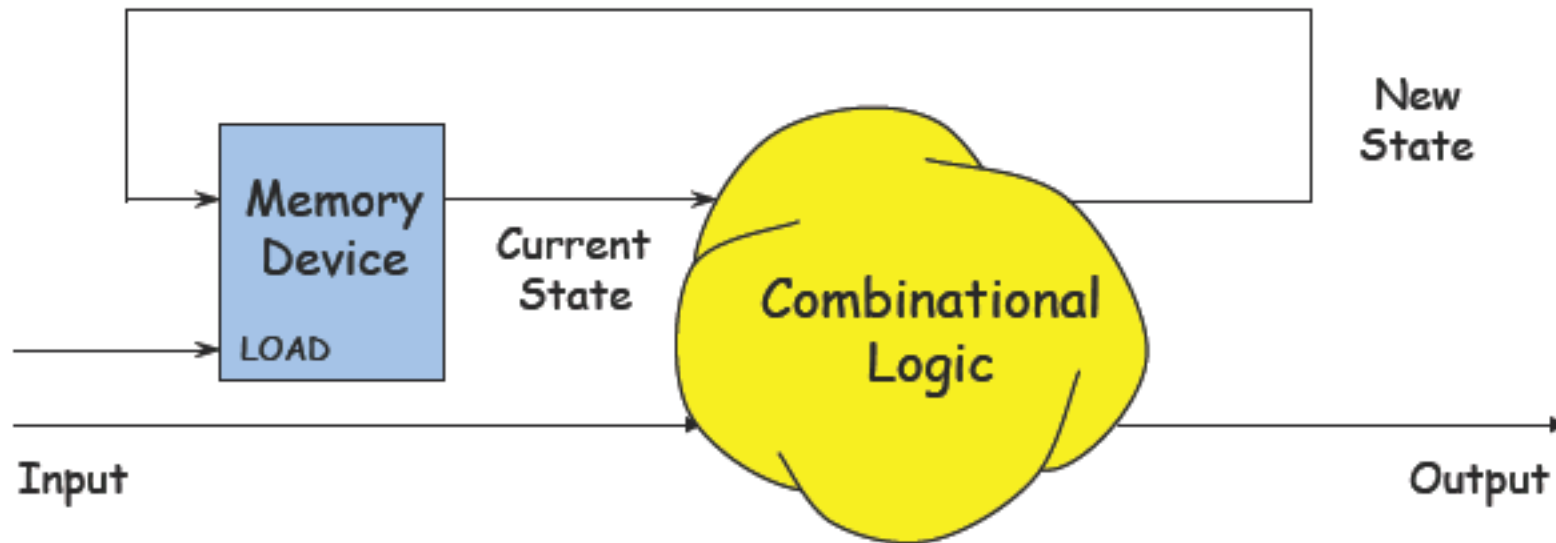 New
State
Memory
Device
Current
State
LOAD
Combinational
Logic
Input
Output